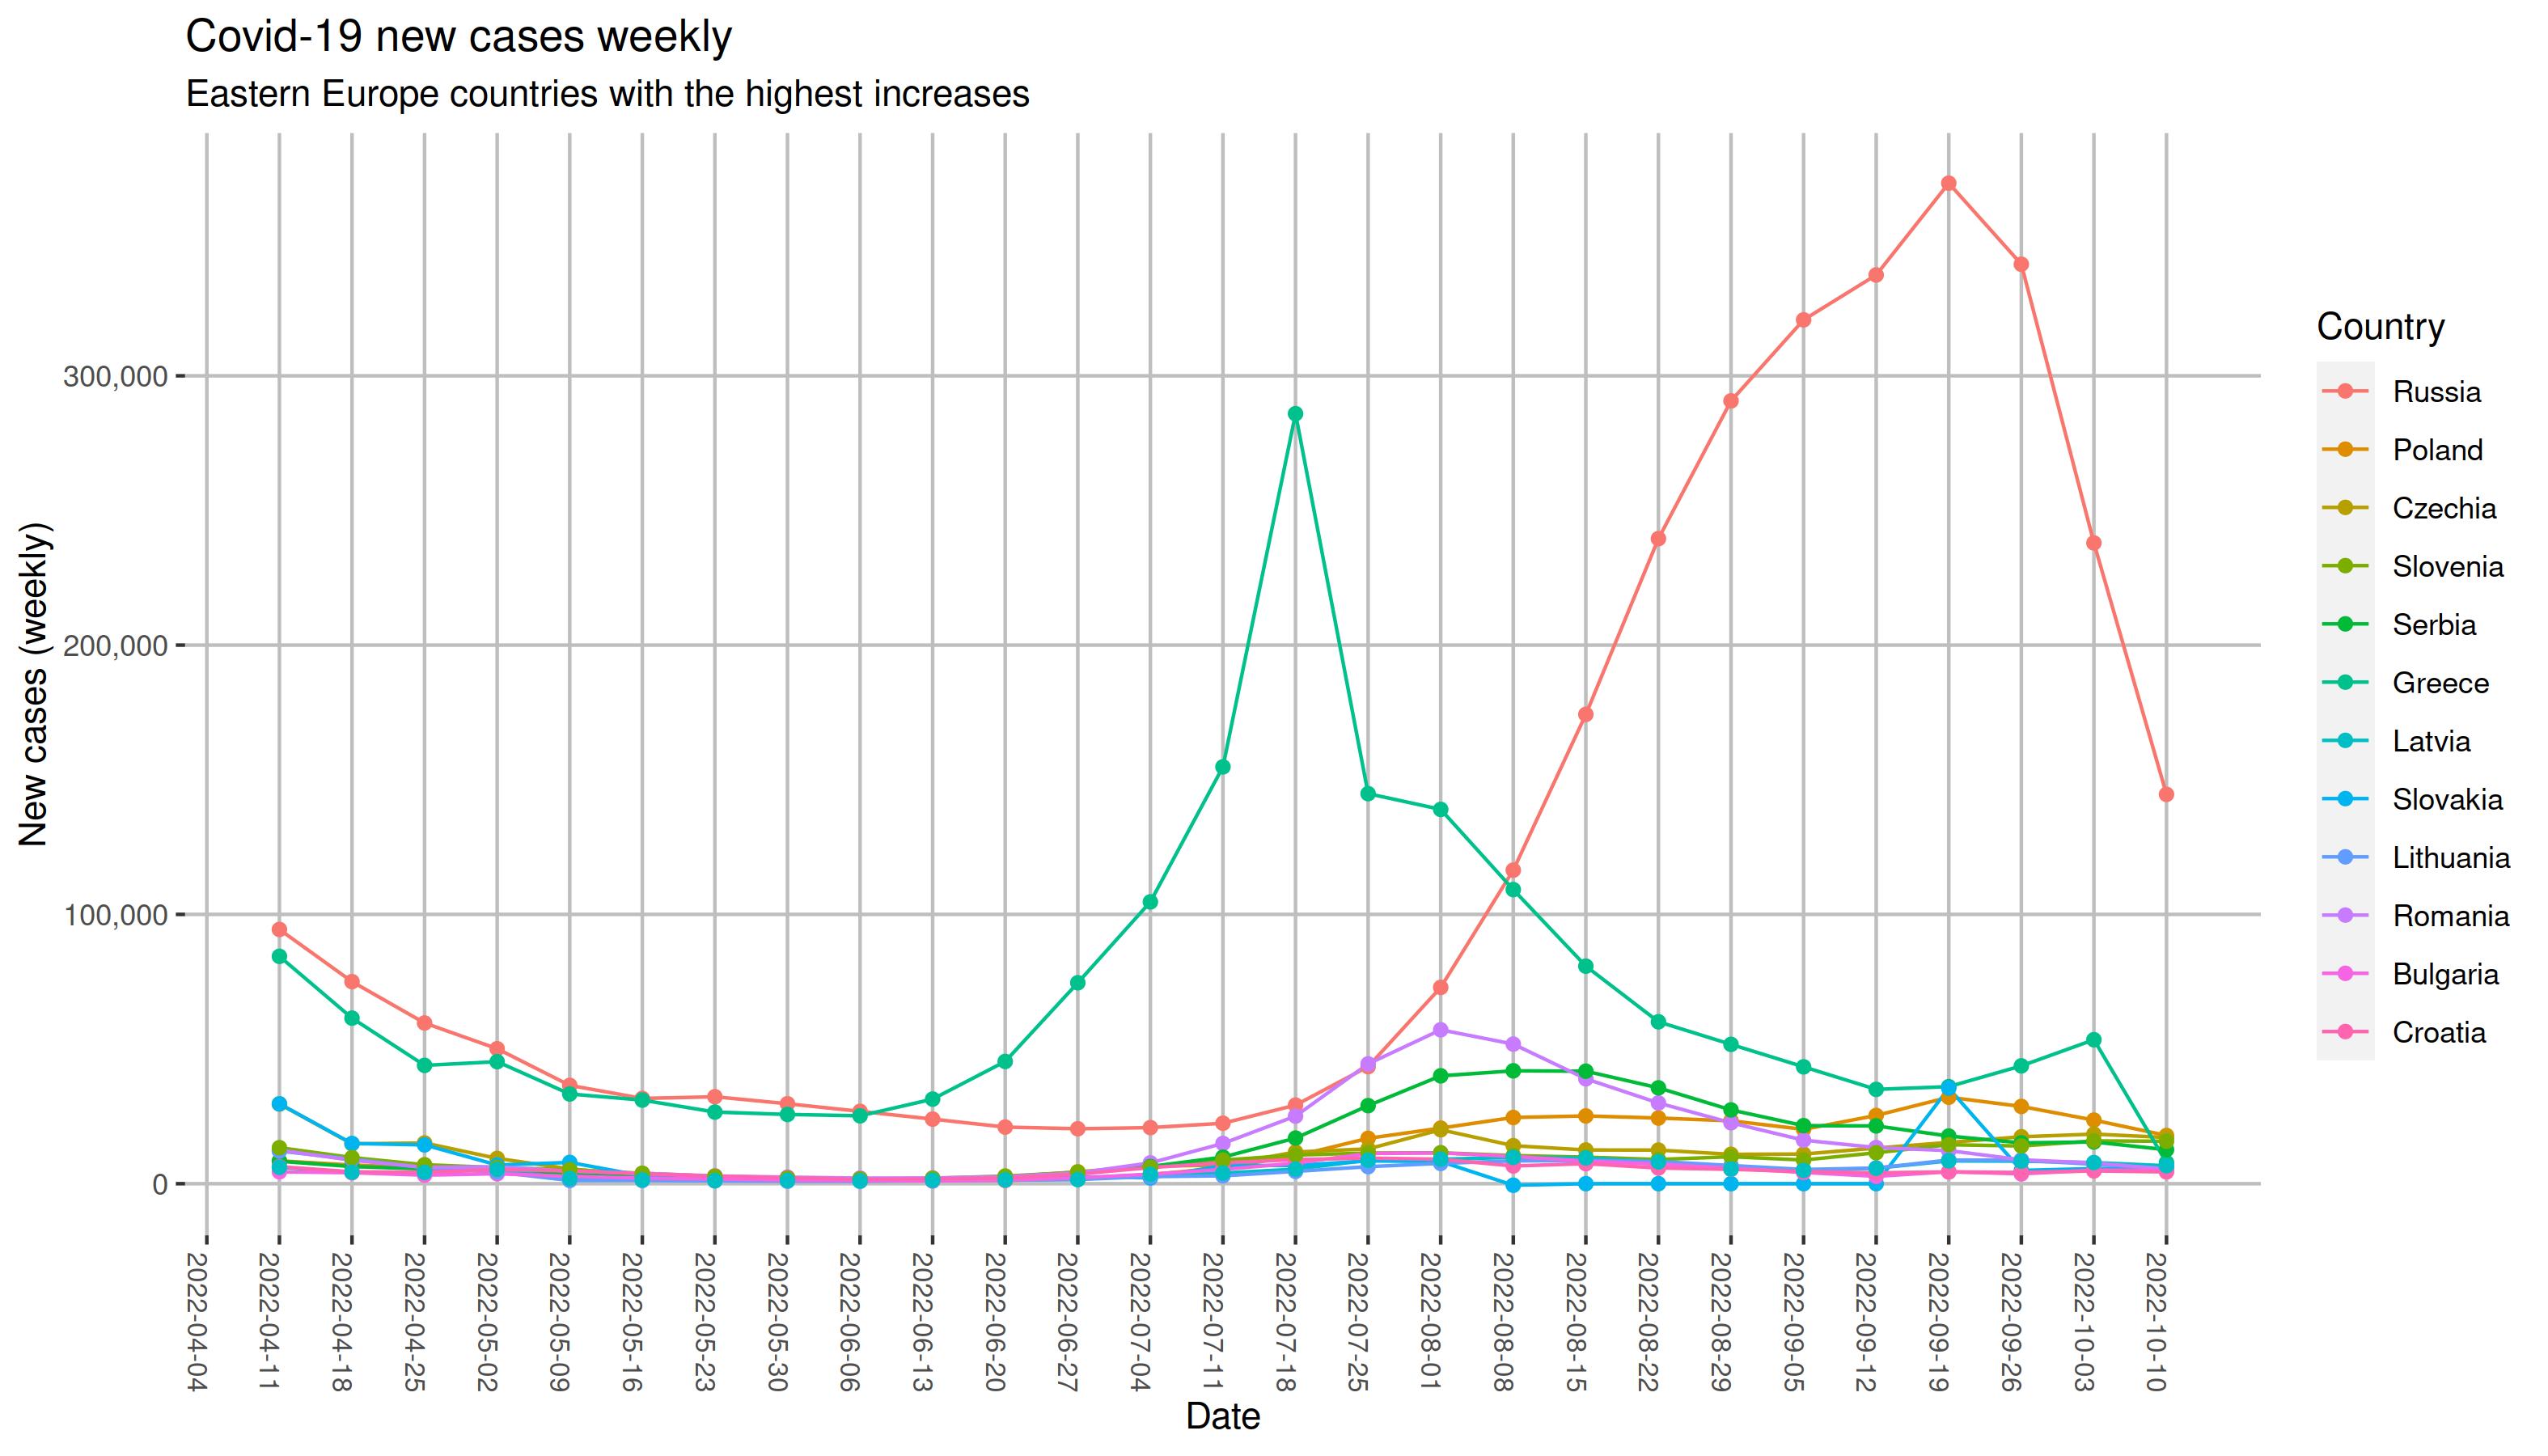 Covid-19 new cases weekly
Eastern Europe countries with the highest increases
New cases (weekly)
300,000
200,000
100,000
0
2022-04-04
2022-04-11
2022-04-18
2022-04-25
2022-05-02
2022-05-09
2022-05-16
2022-05-23
2022-05-30
2022-06-06
2022-06-13
2022-06-20
2022-06-27
2022-07-04
2022-07-11
2022-07-18
2022-07-25
2022-08-01
2022-08-08
2022-08-15
2022-08-22
2022-08-29
2022-09-05
2022-09-12
2022-09-19
2022-09-26
2022-10-03
2022-10-10
Date
Country
Russia
Poland
Czechia
Slovenia
Serbia
Greece
Latvia
Slovakia
Lithuania
Romania
Bulgaria
Croatia